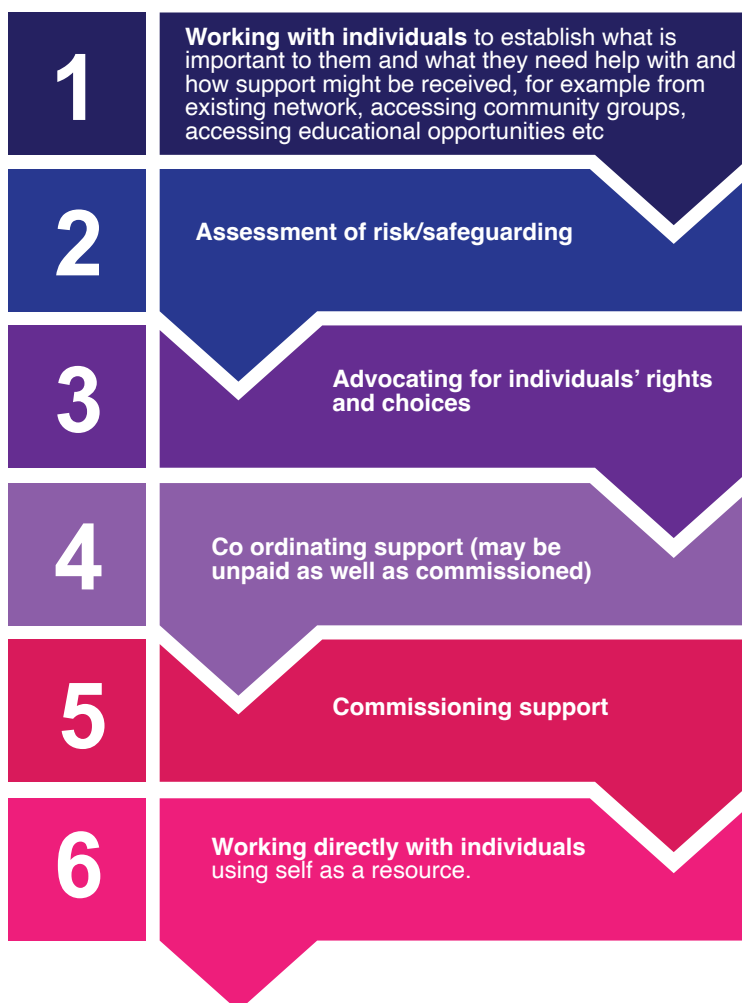 1
Working with individuals to establish what is
important to them and what they need help with and
how support might be received, for example from
existing network, accessing community groups,
accessing educational opportunities etc
2
Assessment of risk/safeguarding
3
Advocating for individuals’ rights
and choices
4
Co ordinating support (may be
unpaid as well as commissioned)
5
Commissioning support
6
Working directly with individuals
using self as a resource.